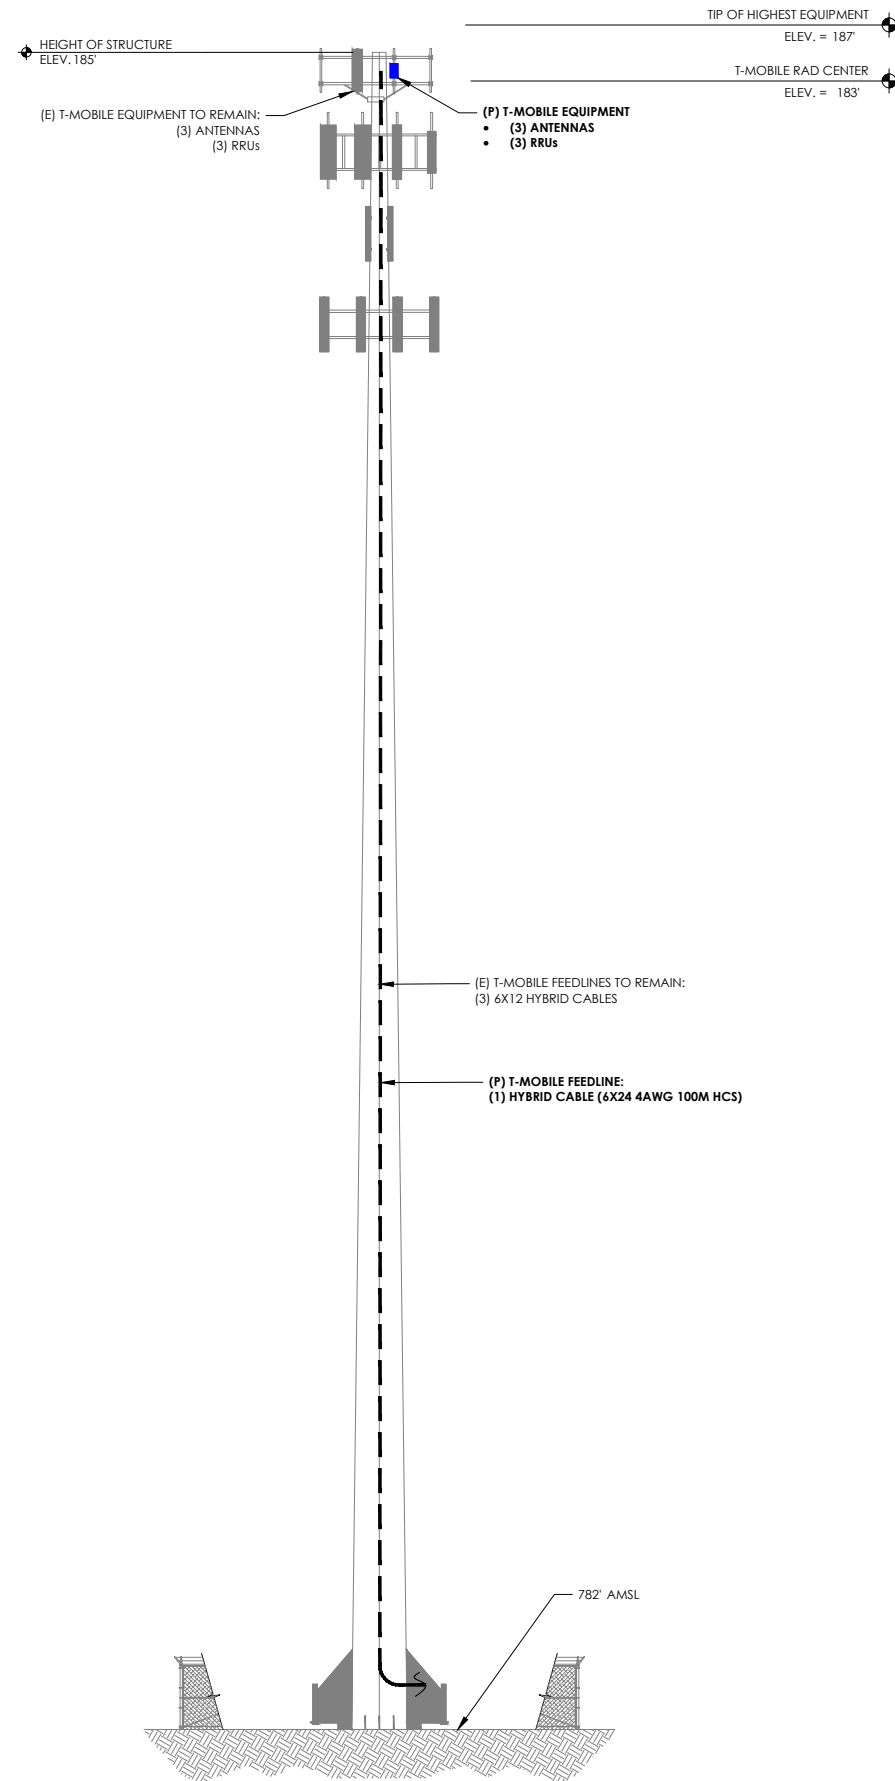 TIP OF HIGHEST EQUIPMENT
ELEV. = 187'
HEIGHT OF STRUCTURE
ELEV. 185'
T-MOBILE RAD CENTER
ELEV. = 183'
(E) T-MOBILE EQUIPMENT TO REMAIN:
(3) ANTENNAS
(3) RRUs
(P) T-MOBILE EQUIPMENT
• (3) ANTENNAS
• (3) RRUs
(E) T-MOBILE FEEDLINES TO REMAIN:
(3) 6X12 HYBRID CABLES
(P) T-MOBILE FEEDLINE:
(1) HYBRID CABLE (6X24 4AWG 100M HCS)
782' AMSL